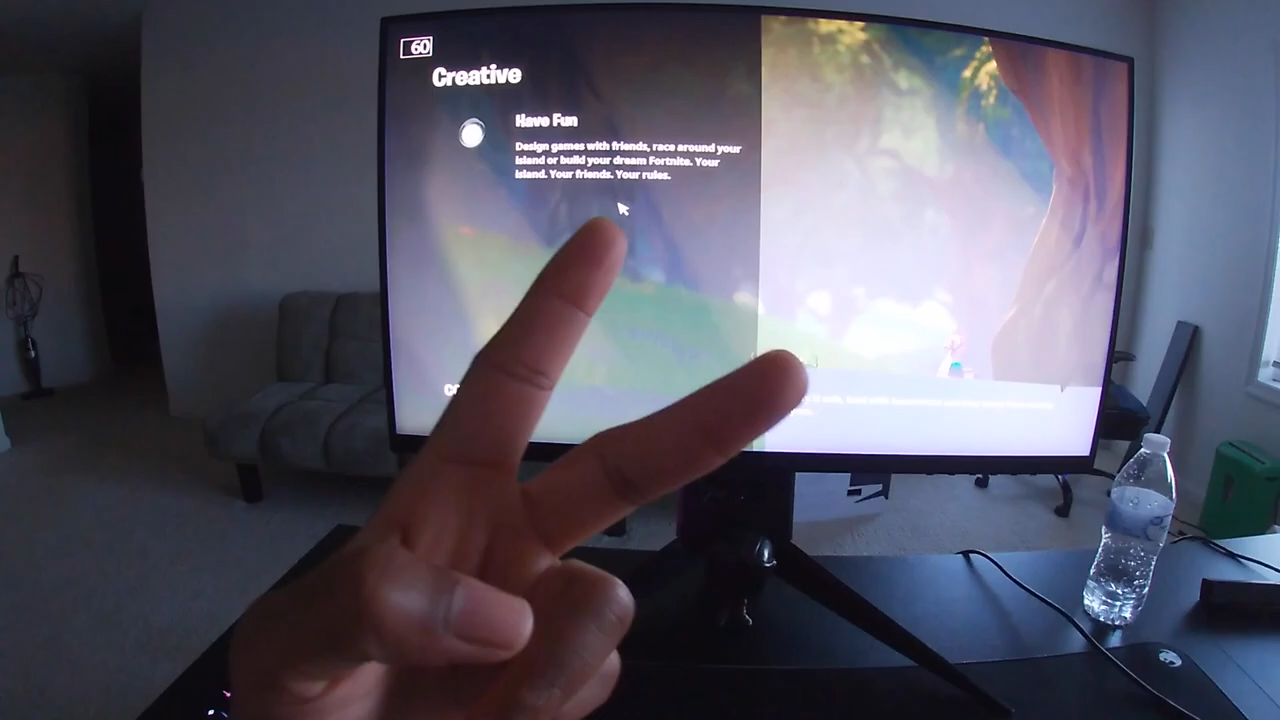 60
Creative
Have Fun
Design games with friends, race around your
island or build your dream Fortnite. Your
island. Your friends. Your rules.